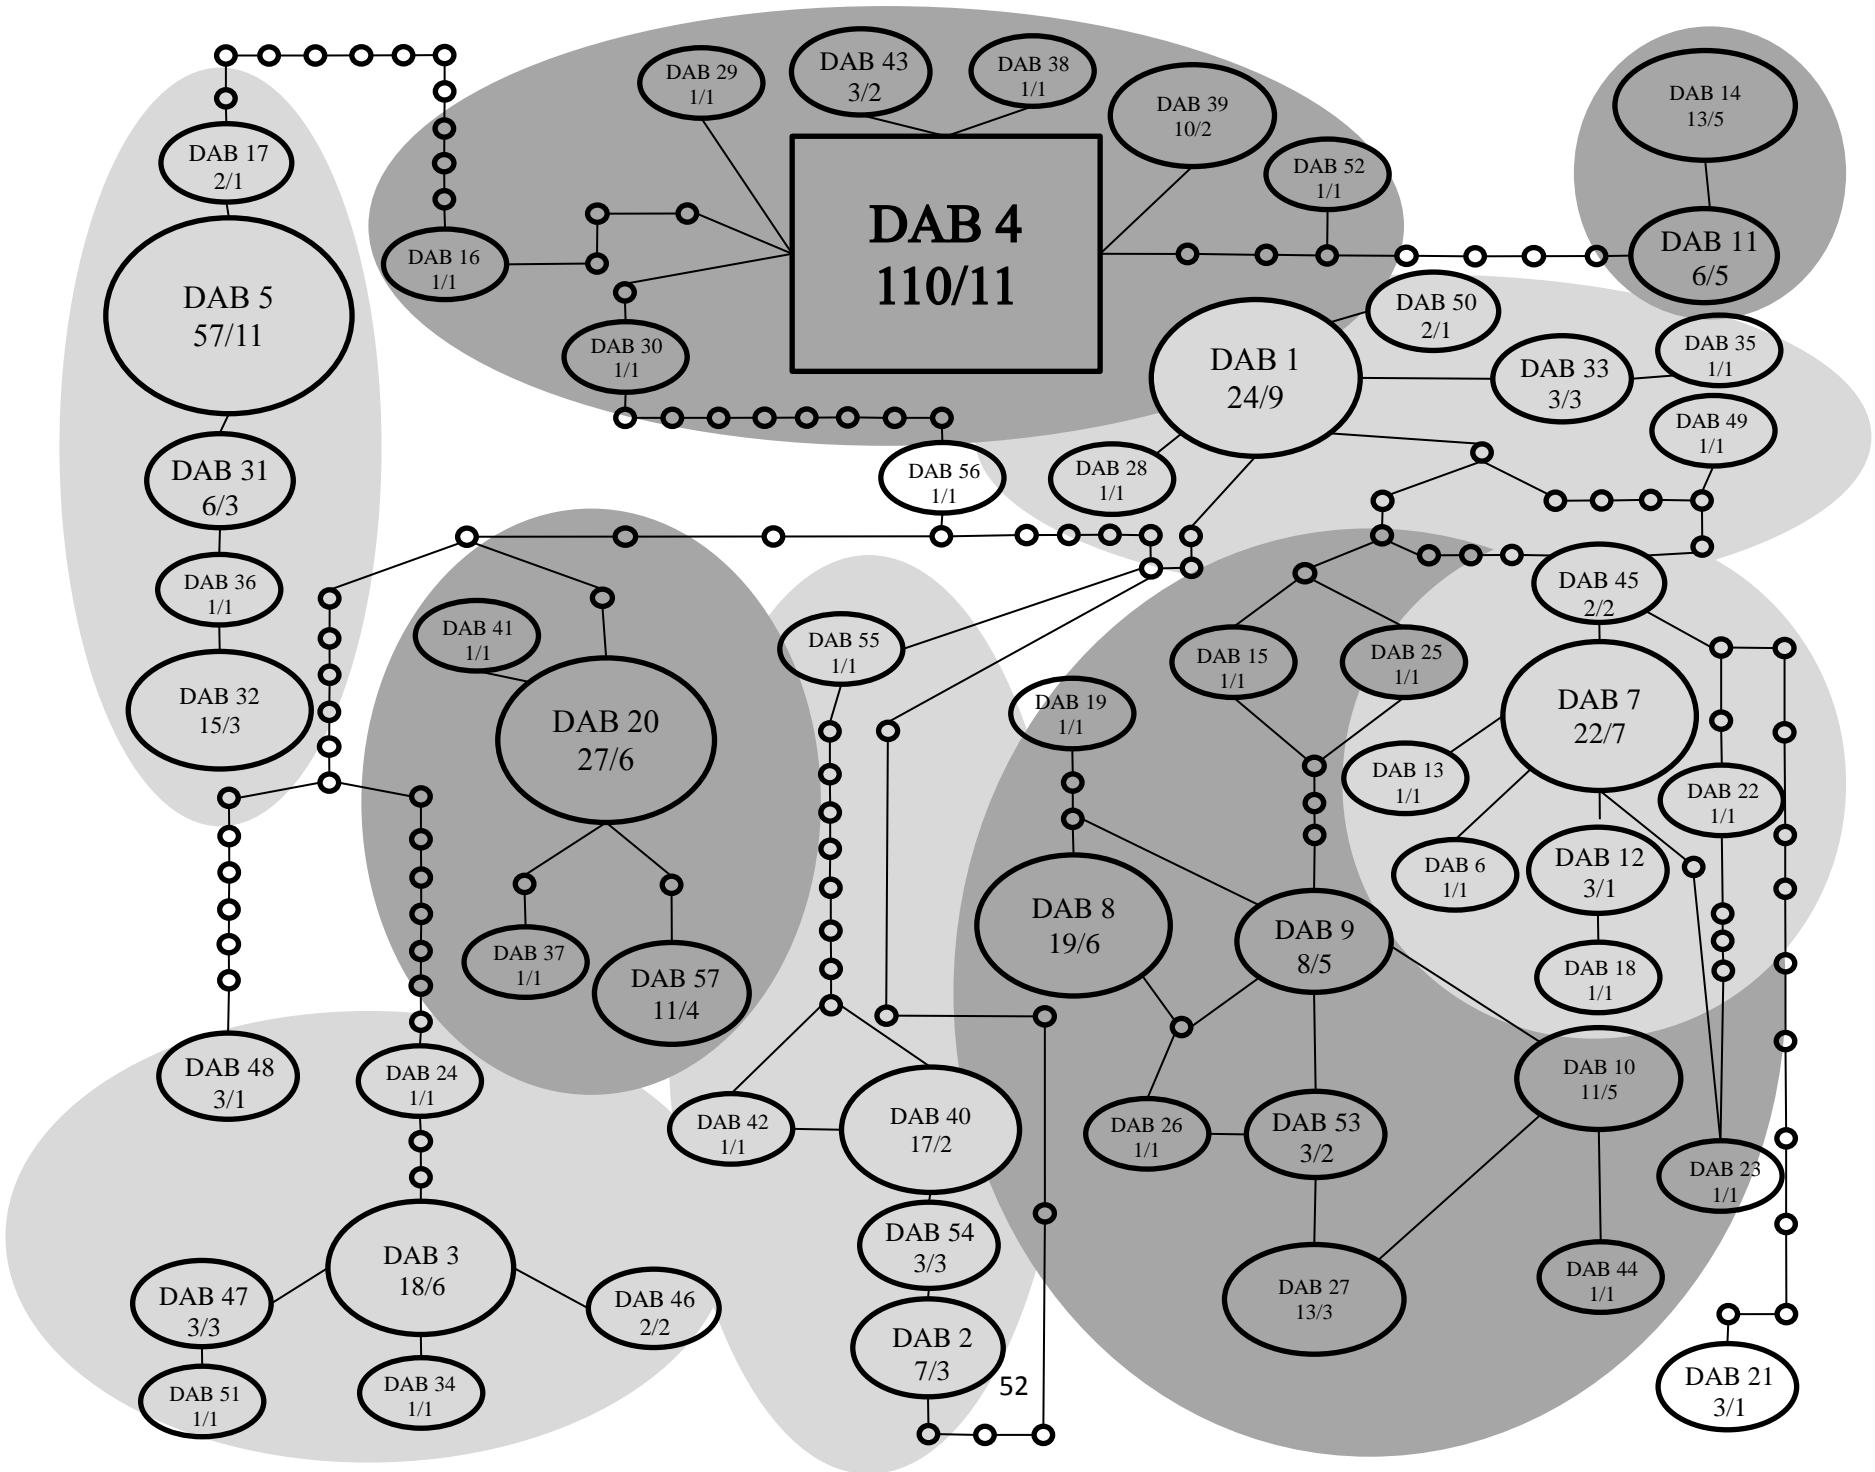 DAB 29
1/1
DAB 43
3/2
DAB 38
1/1
DAB 39
10/2
DAB 14
13/5
DAB 17
2/1
DAB 52
1/1
DAB 4
110/11
DAB 16
1/1
DAB 11
6/5
DAB 5
57/11
DAB 50
2/1
DAB 30
1/1
DAB 1
24/9
DAB 33
3/3
DAB 35
1/1
DAB 49
1/1
DAB 31
6/3
DAB 56
1/1
DAB 28
1/1
DAB 36
1/1
DAB 45
2/2
DAB 41
1/1
DAB 55
1/1
DAB 15
1/1
DAB 25
1/1
DAB 32
15/3
DAB 20
27/6
DAB 19
1/1
DAB 7
22/7
DAB 13
1/1
DAB 22
1/1
DAB 6
1/1
DAB 12
3/1
DAB 8
19/6
DAB 9
8/5
DAB 37
1/1
DAB 57
11/4
DAB 18
1/1
DAB 48
3/1
DAB 24
1/1
DAB 10
11/5
DAB 42
1/1
DAB 40
17/2
DAB 26
1/1
DAB 53
3/2
DAB 23
1/1
DAB 54
3/3
DAB 3
18/6
DAB 44
1/1
DAB 27
13/3
DAB 47
3/3
DAB 46
2/2
DAB 2
7/3
DAB 51
1/1
DAB 34
1/1
52
DAB 21
3/1